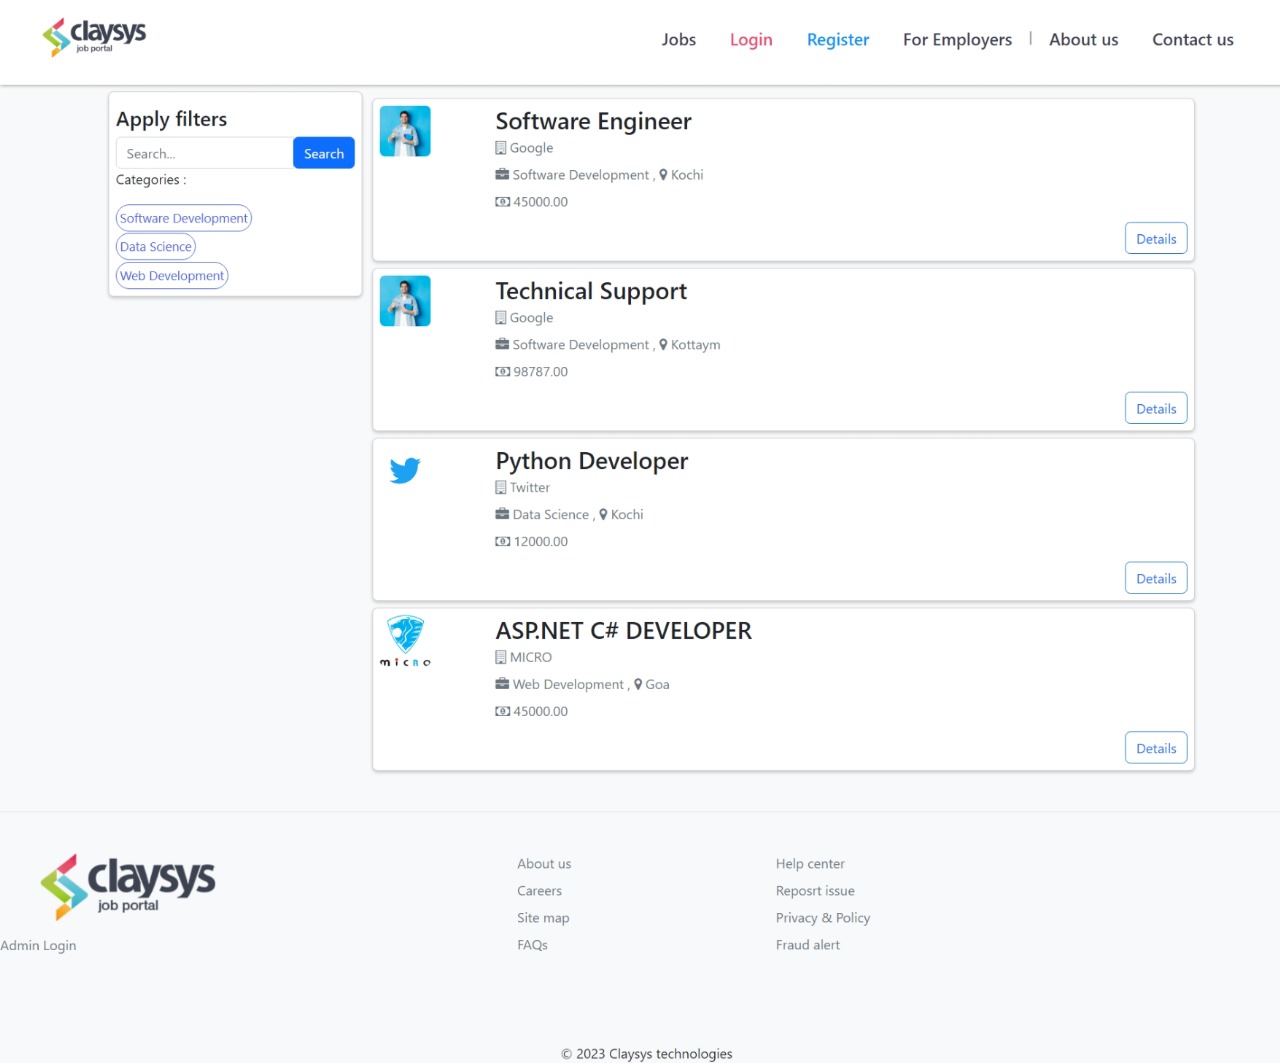 claysys
job portal
Jobs
Login
Register
For Employers
|
About us
Contact us
Apply filters
Search...
Search
Categories :
Software Development
Data Science
Web Development
Software Engineer
Google
Software Development , Kochi
45000.00
Details
Technical Support
Google
Software Development , Kottaym
98787.00
Details
Python Developer
Twitter
Data Science , Kochi
12000.00
Details
MICRO
ASP.NET C# DEVELOPER
MICRO
Web Development , Goa
45000.00
Details
claysys
job portal
Admin Login
About us
Careers
Site map
FAQs
Help center
Reposrt issue
Privacy & Policy
Fraud alert
© 2023 Claysys technologies